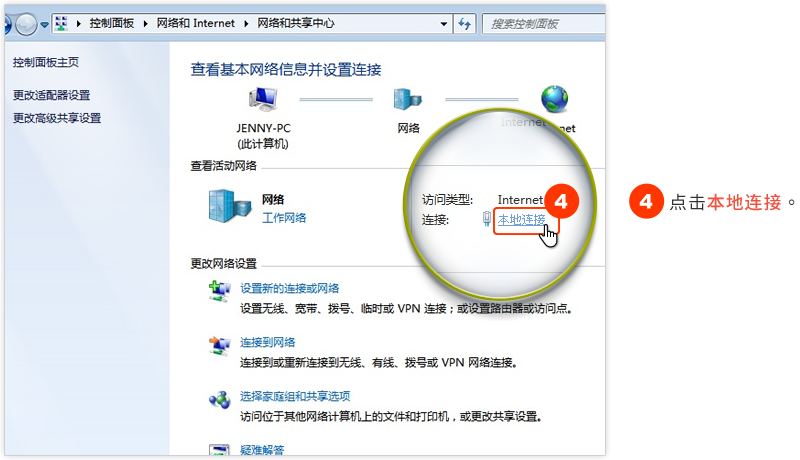 控制面板 ▸ 网络和 Internet ▸ 网络和共享中心
搜索控制面板
控制面板主页
更改适配器设置
更改高级共享设置
查看基本网络信息并设置连接
JENNY-PC
(此计算机)
网络
Internet
查看活动网络
网络
工作网络
访问类型: Internet
连接: 本地连接
4
4 点击本地连接。
更改网络设置
设置新的连接或网络
设置无线、宽带、拨号、临时或 VPN 连接；或设置路由器或访问点。
连接到网络
连接到或重新连接到无线、有线、拨号或 VPN 网络连接。
选择家庭组和共享选项
访问位于其他网络计算机上的文件和打印机，或更改共享设置。
疑难解答